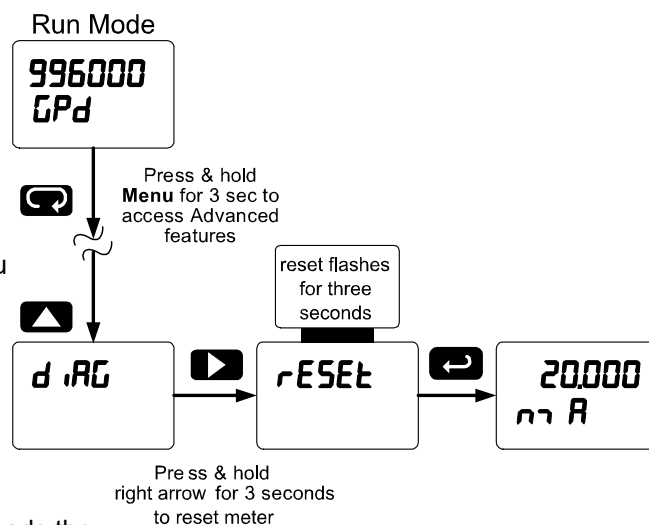 Run Mode
996000
GPd
Press & hold
Menu for 3 sec to
access Advanced
features
u
reset flashes
for three
seconds
diAG
rESEt
20.000
mA
Press & hold
right arrow for 3 seconds
to reset meter